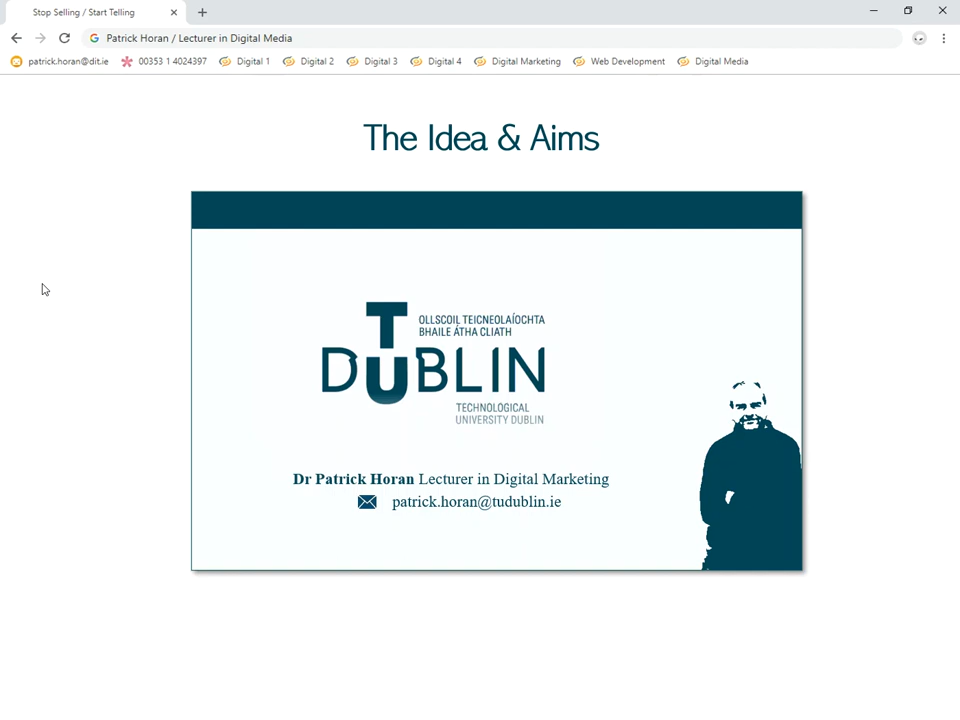 Stop Selling / Start Telling
Patrick Horan / Lecturer in Digital Media
patrick.horan@dit.ie 00353 1 4024397 Digital 1 Digital 2 Digital 3 Digital 4 Digital Marketing Web Development Digital Media
The Idea & Aims
OLLSCOIL TEICNEOLAÍOCHTA
BHAILE ÁTHA CLIATH
TU DUBLIN
TECHNOLOGICAL
UNIVERSITY DUBLIN
Dr Patrick Horan Lecturer in Digital Marketing
patrick.horan@tudublin.ie